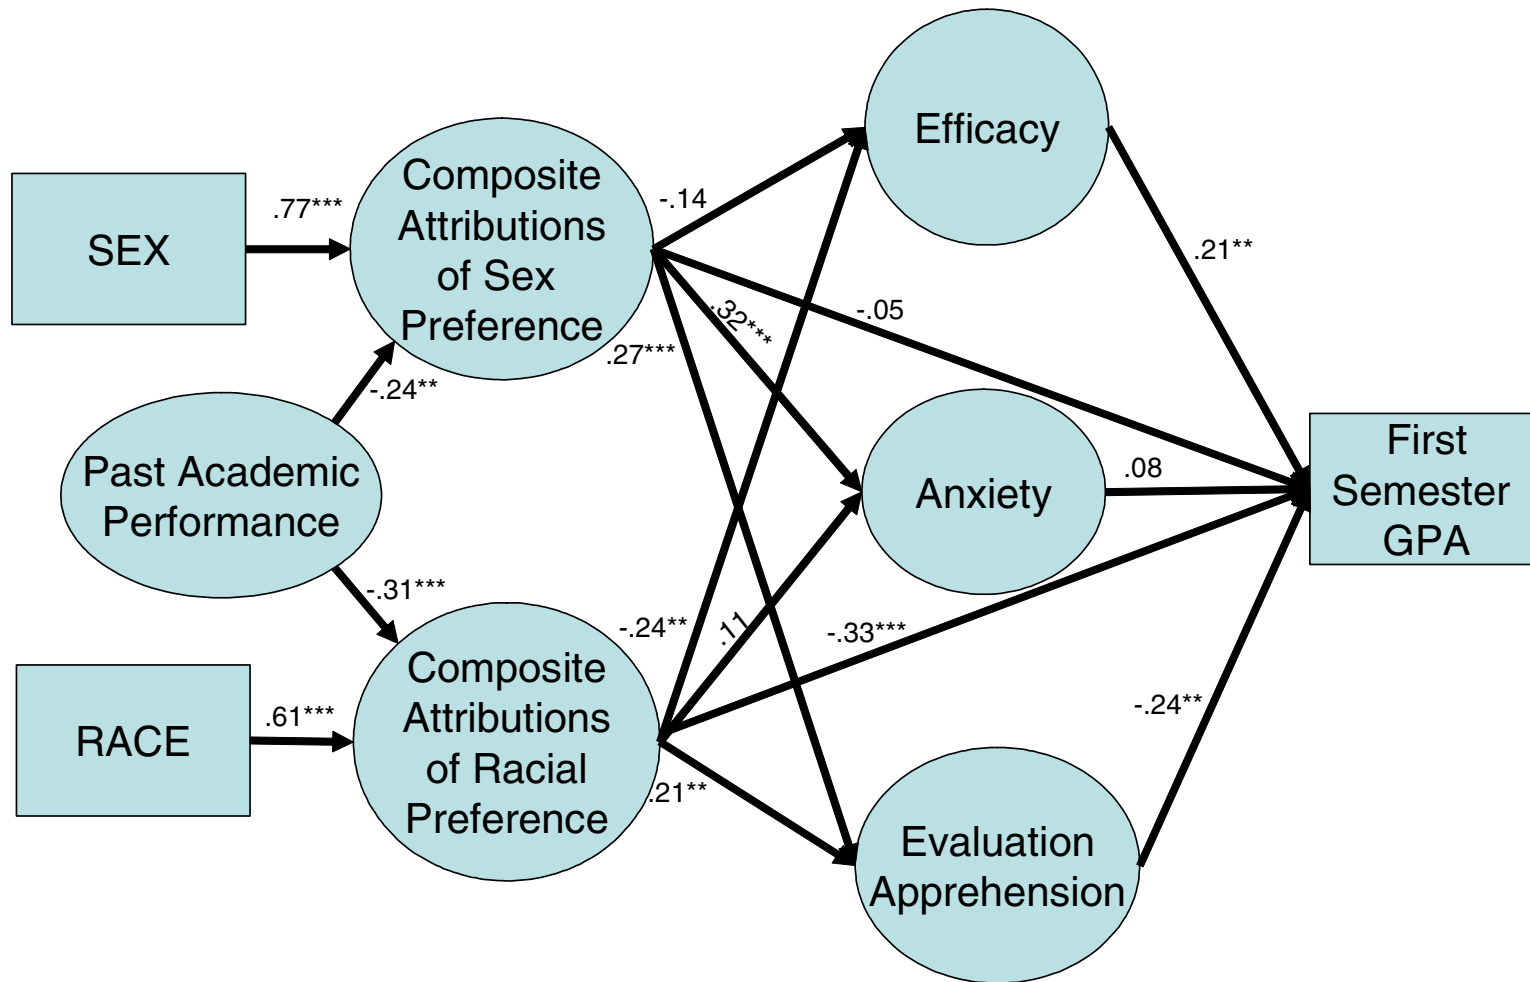 Efficacy
Composite
Attributions
of Sex
Preference
SEX
.77***
-.14
.21**
-.05
.32***
.27***
-.24**
Past Academic
Performance
Anxiety
.08
First
Semester
GPA
-.31***
-.24**
.11
-.33***
Composite
Attributions
of Racial
Preference
RACE
.61***
.21**
-.24**
Evaluation
Apprehension